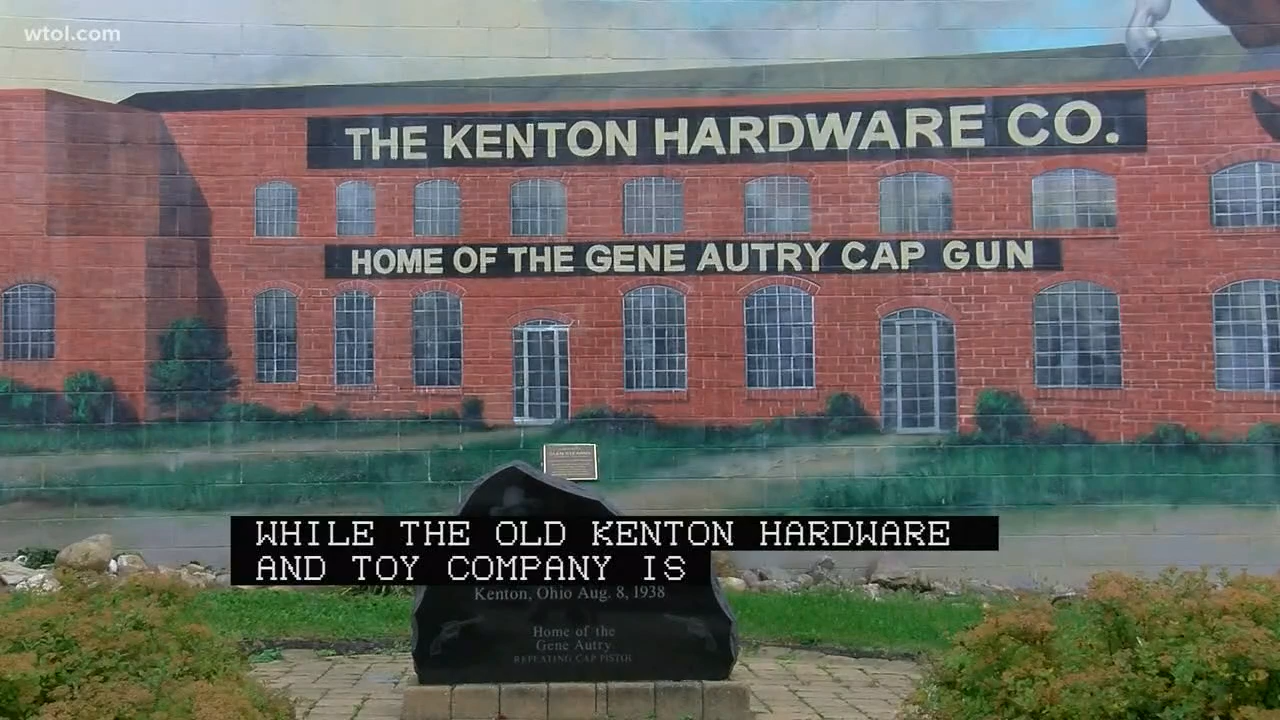 wtol.com
THE KENTON HARDWARE CO.
HOME OF THE GENE AUTRY CAP GUN
WHILE THE OLD KENTON HARDWARE
AND TOY COMPANY IS
Kenton, Ohio Aug. 8, 1938
Home of the
Gene Autry
REPEATING CAP PISTOL